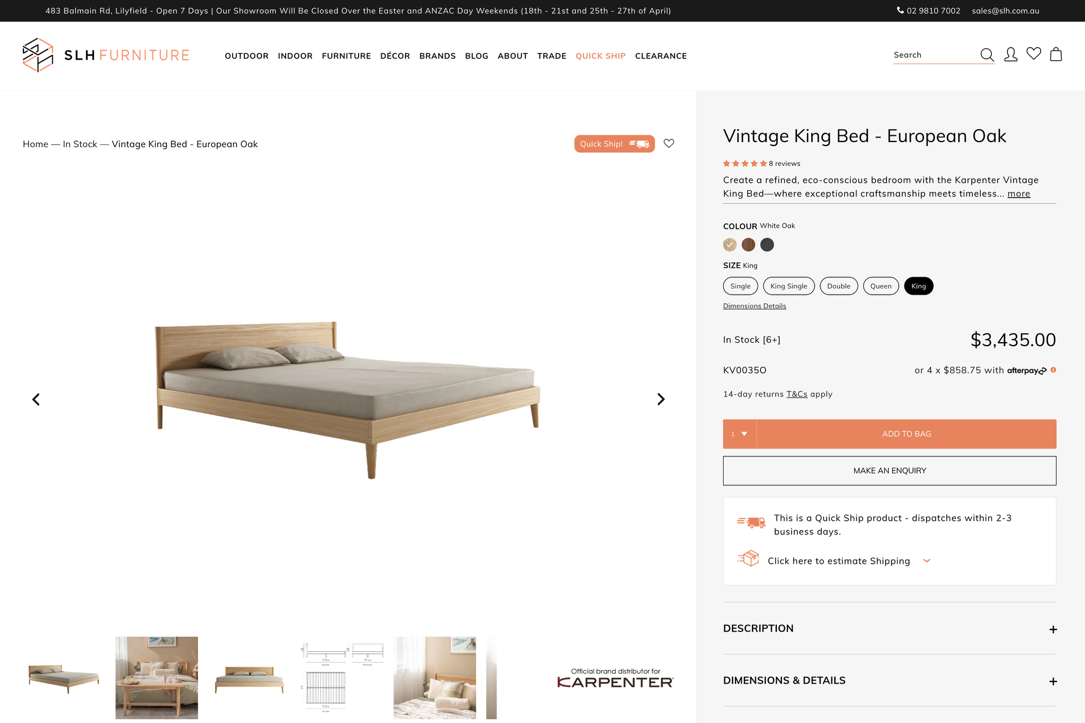 483 Balmain Rd, Lilyfield - Open 7 Days | Our Showroom Will Be Closed Over the Easter and ANZAC Day Weekends (18th - 21st and 25th - 27th of April)
02 9810 7002 sales@slh.com.au
SLH FURNITURE
OUTDOOR INDOOR FURNITURE DÉCOR BRANDS BLOG ABOUT TRADE QUICK SHIP CLEARANCE
Search
Home — In Stock — Vintage King Bed - European Oak
Quick Ship!
Vintage King Bed - European Oak
8 reviews
Create a refined, eco-conscious bedroom with the Karpenter Vintage
King Bed—where exceptional craftsmanship meets timeless... more
COLOUR White Oak
SIZE King
Single King Single Double Queen King
Dimensions Details
In Stock [6+] $3,435.00
KV0035O or 4 x $858.75 with afterpay
14-day returns T&Cs apply
1 ADD TO BAG
MAKE AN ENQUIRY
This is a Quick Ship product - dispatches within 2-3
business days.
Click here to estimate Shipping
DESCRIPTION +
DIMENSIONS & DETAILS +
Official brand distributor for
KARPENTER